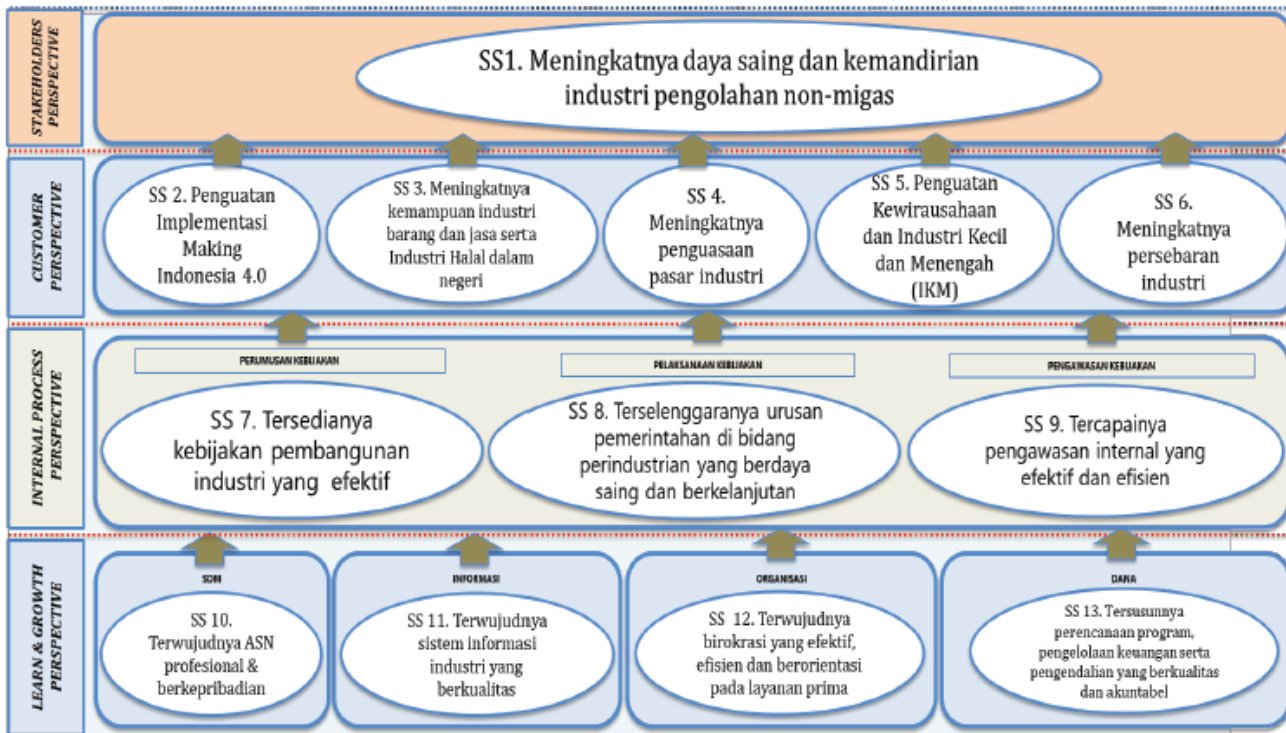 STAKEHOLDERS
PERSPECTIVE
SS1. Meningkatnya daya saing dan kemandirian
industri pengolahan non-migas
CUSTOMER
PERSPECTIVE
SS 2. Penguatan
Implementasi
Making
Indonesia 4.0
SS 3. Meningkatnya
kemampuan industri
barang dan jasa serta
Industri Halal dalam
negeri
SS 4.
Meningkatnya
penguasaan
pasar industri
SS 5. Penguatan
Kewirausahaan
dan Industri Kecil
dan Menengah
(IKM)
SS 6.
Meningkatnya
persebaran
industri
INTERNAL PROCESS
PERSPECTIVE
PERUMUSAN KEBIJAKAN
SS 7. Tersedianya
kebijakan pembangunan
industri yang efektif
PELAKSANAAN KEBIJAKAN
SS 8. Terselenggaranya urusan
pemerintahan di bidang
perindustrian yang berdaya
saing dan berkelanjutan
PENGAWASAN KEBIJAKAN
SS 9. Tercapainya
pengawasan internal yang
efektif dan efisien
LEARN & GROWTH
PERSPECTIVE
SDM
SS 10.
Terwujudnya ASN
profesional &
berkepribadian
INFORMASI
SS 11. Terwujudnya
sistem informasi
industri yang
berkualitas
ORGANISASI
SS 12. Terwujudnya
birokrasi yang efektif,
efisien dan berorientasi
pada layanan prima
DANA
SS 13. Tersusunnya
perencanaan program,
pengelolaan keuangan serta
pengendalian yang berkualitas
dan akuntabel